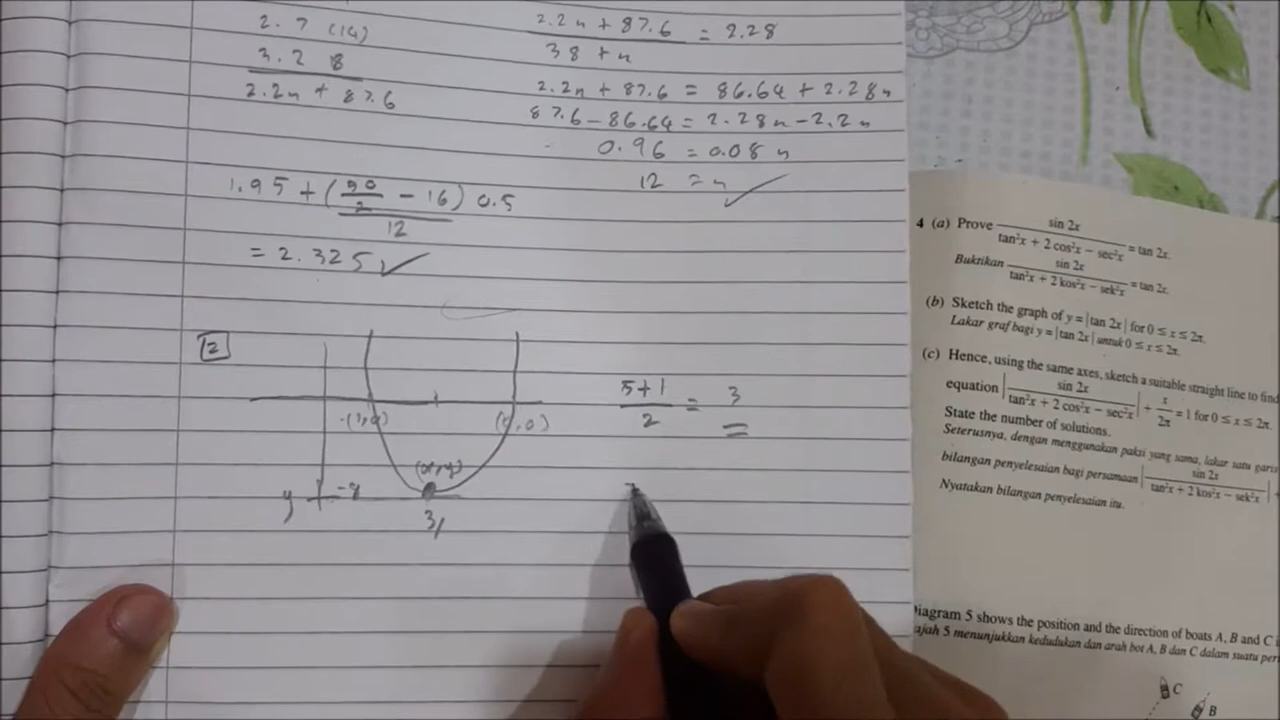 2.7 (14)
3.2 8
2.2n + 87.6
2.2n + 87.6 = 2.28
38 + n
2.2n + 87.6 = 86.64 + 2.28n
87.6 - 86.64 = 2.28n - 2.2n
0.96 = 0.08 n
12 = n ✓
1.95 + (50/2 - 16) 0.5
12
= 2.325 ✓
2
(1,0)
(5,0)
(x,y)
y
-8
3
5+1
2
= 3
4 (a) Prove sin 2x / tan²x + 2 cos²x − sec²x = tan 2x.
Buktikan sin 2x / tan²x + 2 kos²x − sek²x = tan 2x.
(b) Sketch the graph of y = |tan 2x| for 0 ≤ x ≤ 2π.
Lakar graf bagi y = |tan 2x| untuk 0 ≤ x ≤ 2π.
(c) Hence, using the same axes, sketch a suitable straight line to find
equation |sin 2x / tan²x + 2 cos²x − sec²x| + x/2π = 1 for 0 ≤ x ≤ 2π.
State the number of solutions.
Seterusnya, dengan menggunakan paksi yang sama, lakar satu garis
bilangan penyelesaian bagi persamaan |sin 2x / tan²x + 2 kos²x − sek²x| +
Nyatakan bilangan penyelesaian itu.
Diagram 5 shows the position and the direction of boats A, B and C
ajah 5 menunjukkan kedudukan dan arah bot A, B dan C dalam suatu
C
B